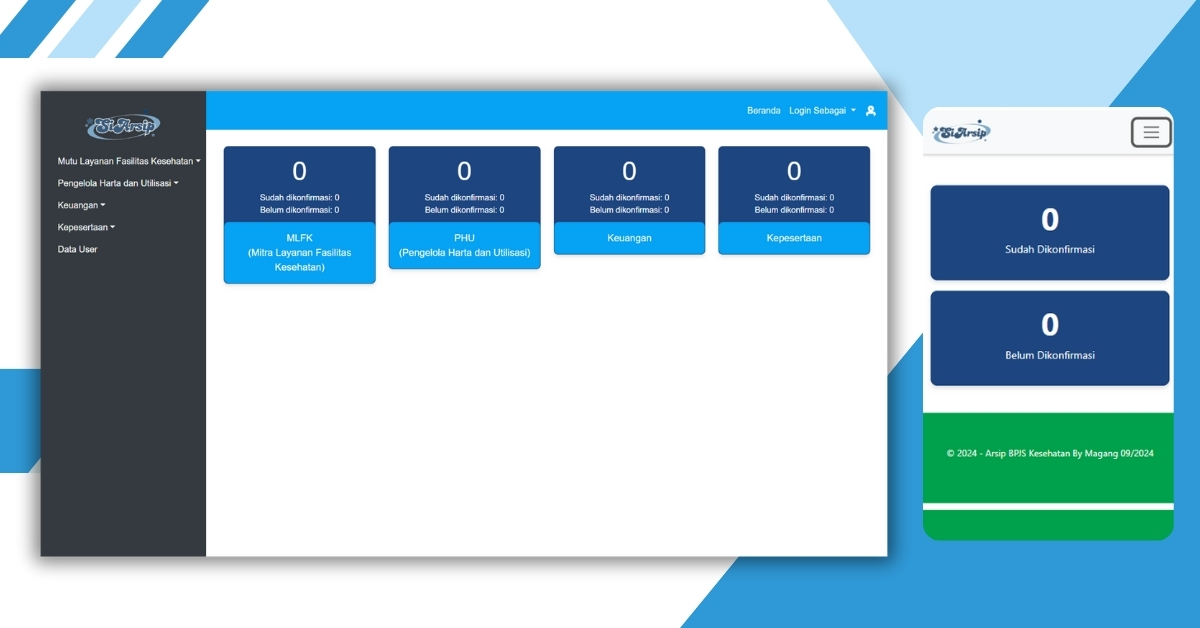 SiArsip
Mutu Layanan Fasilitas Kesehatan
Pengelola Harta dan Utilisasi
Keuangan
Kepesertaan
Data User
Beranda Login Sebagai
0
Sudah dikonfirmasi: 0
Belum dikonfirmasi: 0
MLFK
(Mitra Layanan Fasilitas
Kesehatan)
0
Sudah dikonfirmasi: 0
Belum dikonfirmasi: 0
PHU
(Pengelola Harta dan Utilisasi)
0
Sudah dikonfirmasi: 0
Belum dikonfirmasi: 0
Keuangan
0
Sudah dikonfirmasi: 0
Belum dikonfirmasi: 0
Kepesertaan
SiArsip
0
Sudah Dikonfirmasi
0
Belum Dikonfirmasi
© 2024 - Arsip BPJS Kesehatan By Magang 09/2024